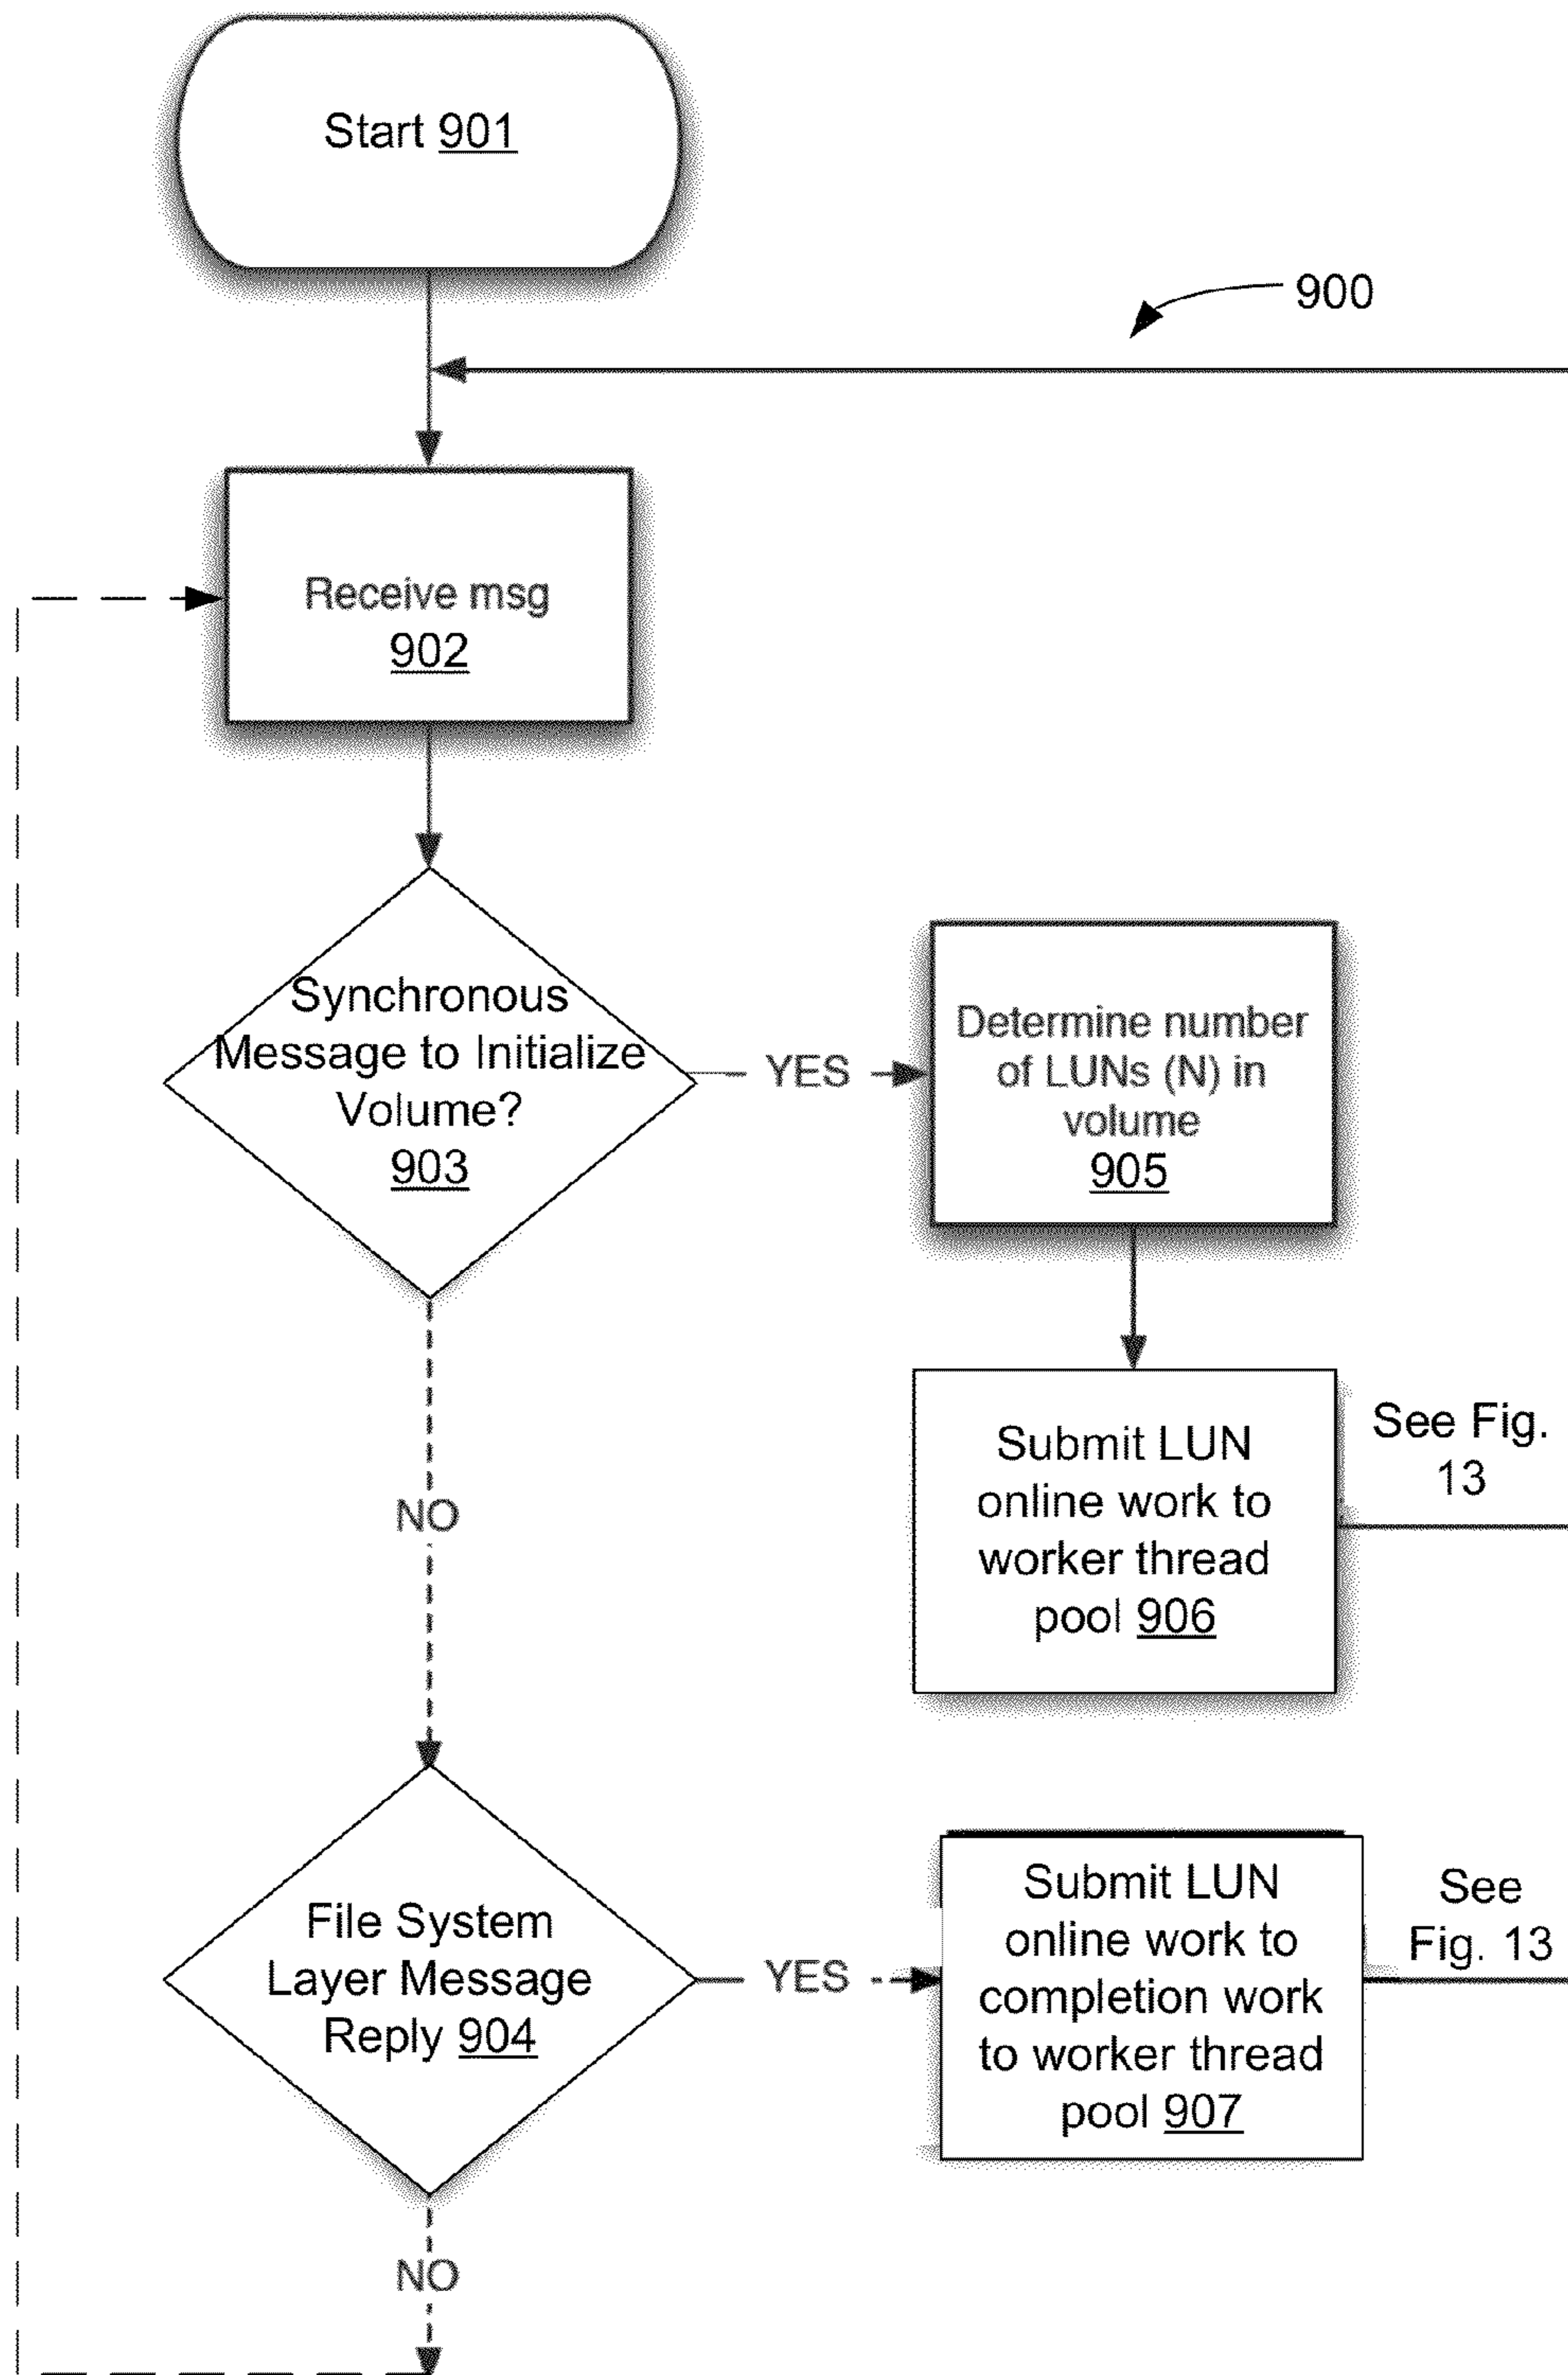 Start 901
900
Receive msg
902
Synchronous
Message to Initialize
Volume?
903
YES
Determine number
of LUNs (N) in
volume
905
NO
Submit LUN
online work to
worker thread
pool 906
See Fig.
13
File System
Layer Message
Reply 904
YES
Submit LUN
online work to
completion work
to worker thread
pool 907
See
Fig. 13
NO